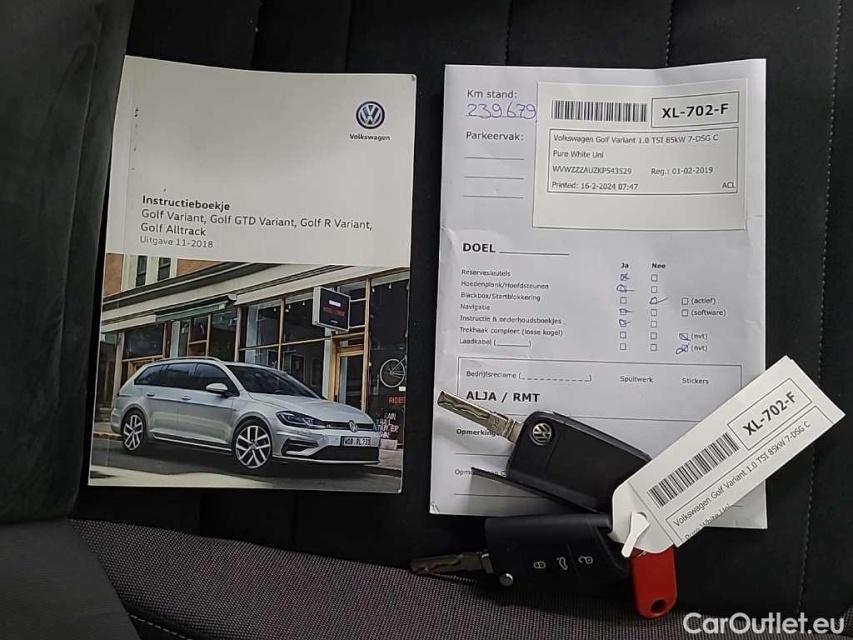 Volkswagen
Instructieboekje
Golf Variant, Golf GTD Variant, Golf R Variant,
Golf Alltrack
Uitgave 11-2018
Km stand:
239.679
Parkeervak:
XL-702-F
Volkswagen Golf Variant 1.0 TSI 85kW 7-DSG C
Pure White Uni
WVWZZZAUZKP543529
Reg.: 01-02-2019
Printed: 16-2-2024 07:47
ACL
DOEL
Ja Nee
Reservesleutels
Hoedenplank/Hoofdsteunen
Blackbox/Startblokkering
(actief)
Navigatie
(software)
Instructie & onderhoudsboekjes
Trekhaak compleet (losse kogel)
(nvt)
Laadkabel (
)
(nvt)
Bedrijfsreclame (
)
Spuitwerk
Stickers
ALJA / RMT
XL-702-F
Volkswagen Golf Variant 1.0 TSI 85kW 7-DSG C
CarOutlet.eu